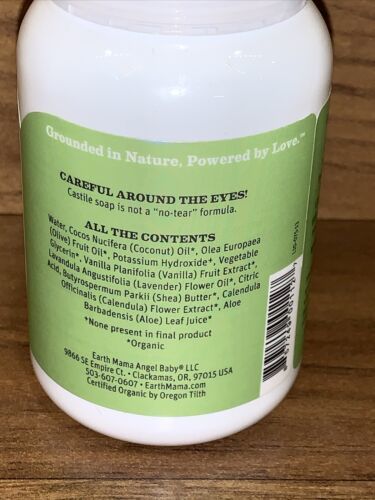 Grounded in Nature, Powered by Love.™
CAREFUL AROUND THE EYES!
Castile soap is not a “no-tear” formula.
ALL THE CONTENTS
Water, Cocos Nucifera (Coconut) Oil*, Olea Europaea
(Olive) Fruit Oil*, Potassium Hydroxide*, Vegetable
Glycerin*, Vanilla Planifolia (Vanilla) Fruit Extract*,
Lavandula Angustifolia (Lavender) Flower Oil*, Citric
Acid, Butyrospermum Parkii (Shea) Butter*, Calendula
Officinalis (Calendula) Flower Extract*, Aloe
Barbadensis (Aloe) Leaf Juice*
*None present in final product
*Organic
Earth Mama Angel Baby® LLC
9866 SE Empire Ct. • Clackamas, OR, 97015 USA
503-607-0607 • EarthMama.com
Certified Organic by Oregon Tilth